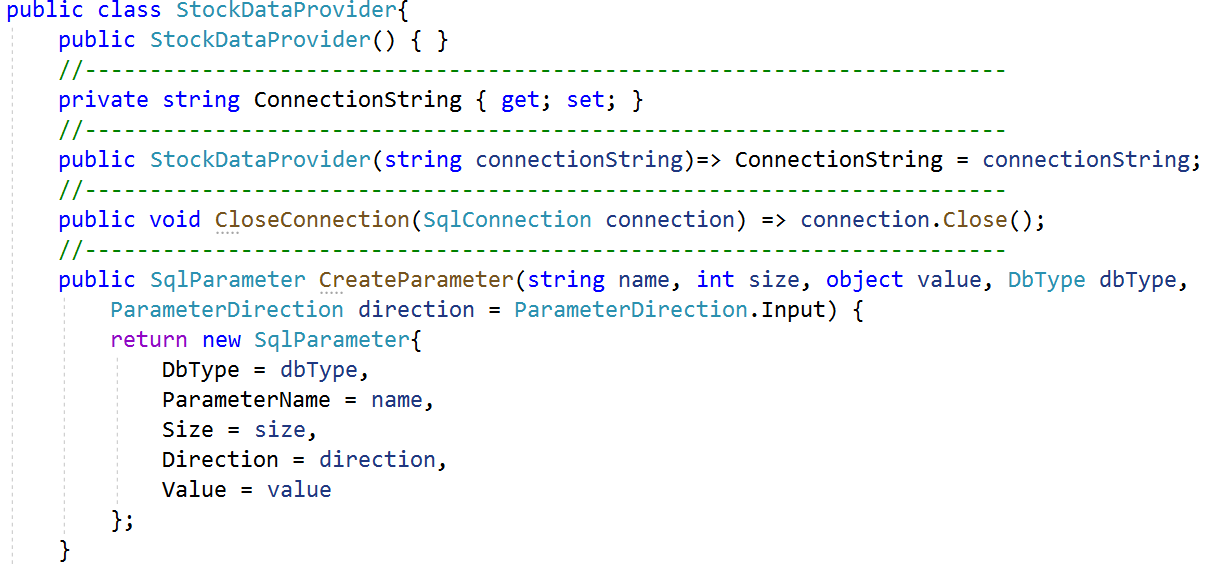 public class StockDataProvider{
    public StockDataProvider() { }
    //-----------------------------------------------------------------------
    private string ConnectionString { get; set; }
    //-----------------------------------------------------------------------
    public StockDataProvider(string connectionString)=> ConnectionString = connectionString;
    //-----------------------------------------------------------------------
    public void CloseConnection(SqlConnection connection) => connection.Close();
    //-----------------------------------------------------------------------
    public SqlParameter CreateParameter(string name, int size, object value, DbType dbType,
        ParameterDirection direction = ParameterDirection.Input) {
        return new SqlParameter{
            DbType = dbType,
            ParameterName = name,
            Size = size,
            Direction = direction,
            Value = value
        };
    }